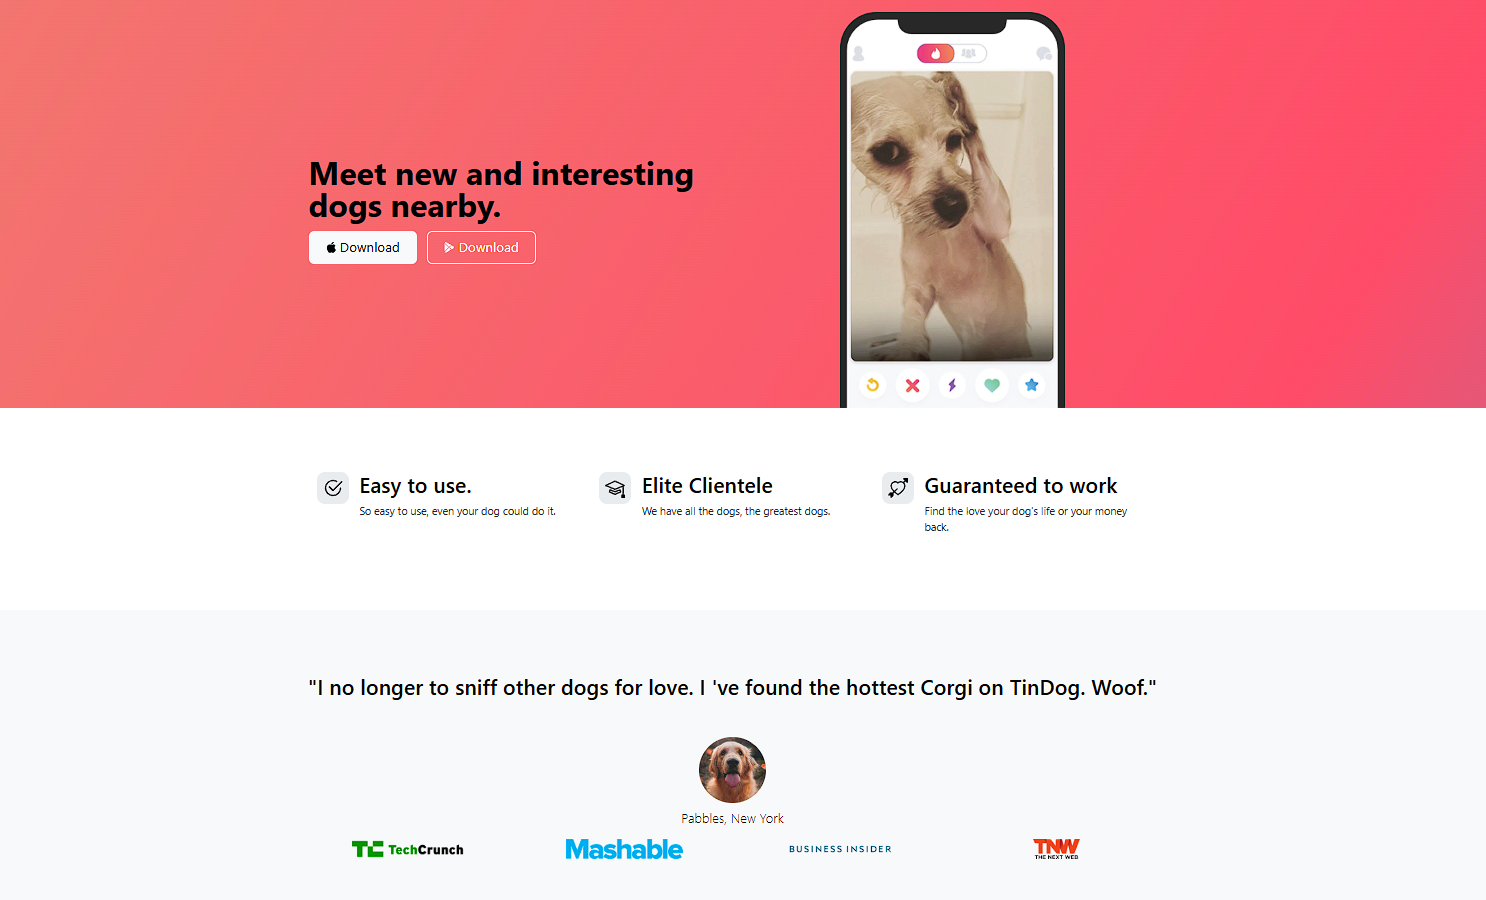 Meet new and interesting
dogs nearby.
Download
Download
Easy to use.
So easy to use, even your dog could do it.
Elite Clientele
We have all the dogs, the greatest dogs.
Guaranteed to work
Find the love your dog's life or your money
back.
"I no longer to sniff other dogs for love. I 've found the hottest Corgi on TinDog. Woof."
Pabbles, New York
TC TechCrunch
Mashable
BUSINESS INSIDER
TNW
THE NEXT WEB